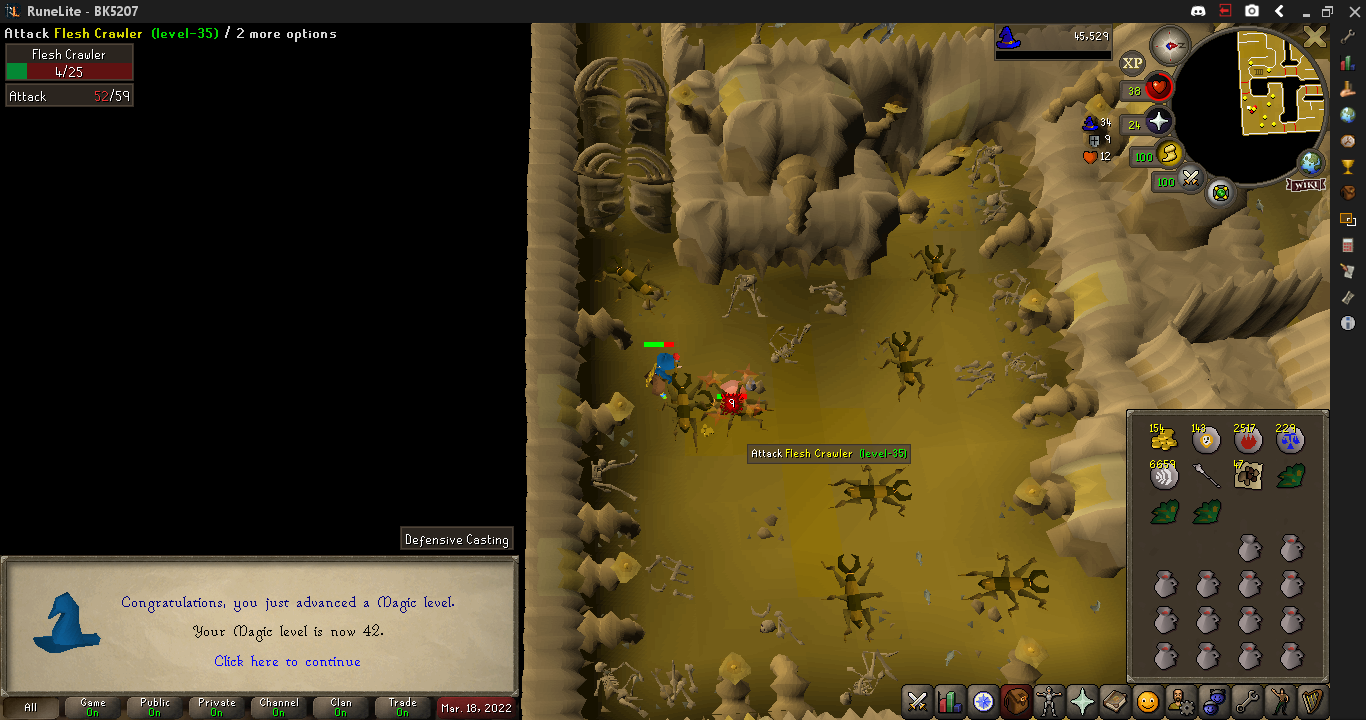 RuneLite - BK5207
Attack Flesh Crawler (level-35) / 2 more options
Flesh Crawler
4/25
Attack 52/59
45,529
XP
38
34
24
9
12
100
100
WIKI
9
Attack Flesh Crawler (level-35)
154 143 2517 229
6659 47
Defensive Casting
Congratulations, you just advanced a Magic level.
Your Magic level is now 42.
Click here to continue
All
Game On
Public On
Private On
Channel On
Clan On
Trade On
Mar. 18, 2022